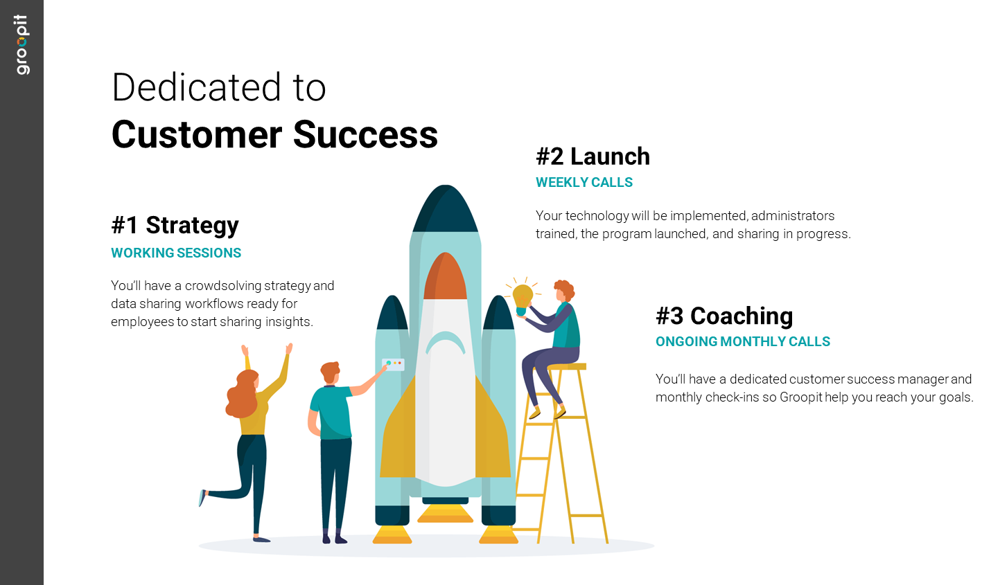 groopit
Dedicated to
Customer Success
#1 Strategy
WORKING SESSIONS
You’ll have a crowdsolving strategy and
data sharing workflows ready for
employees to start sharing insights.
#2 Launch
WEEKLY CALLS
Your technology will be implemented, administrators
trained, the program launched, and sharing in progress.
#3 Coaching
ONGOING MONTHLY CALLS
You’ll have a dedicated customer success manager and
monthly check-ins so Groopit help you reach your goals.